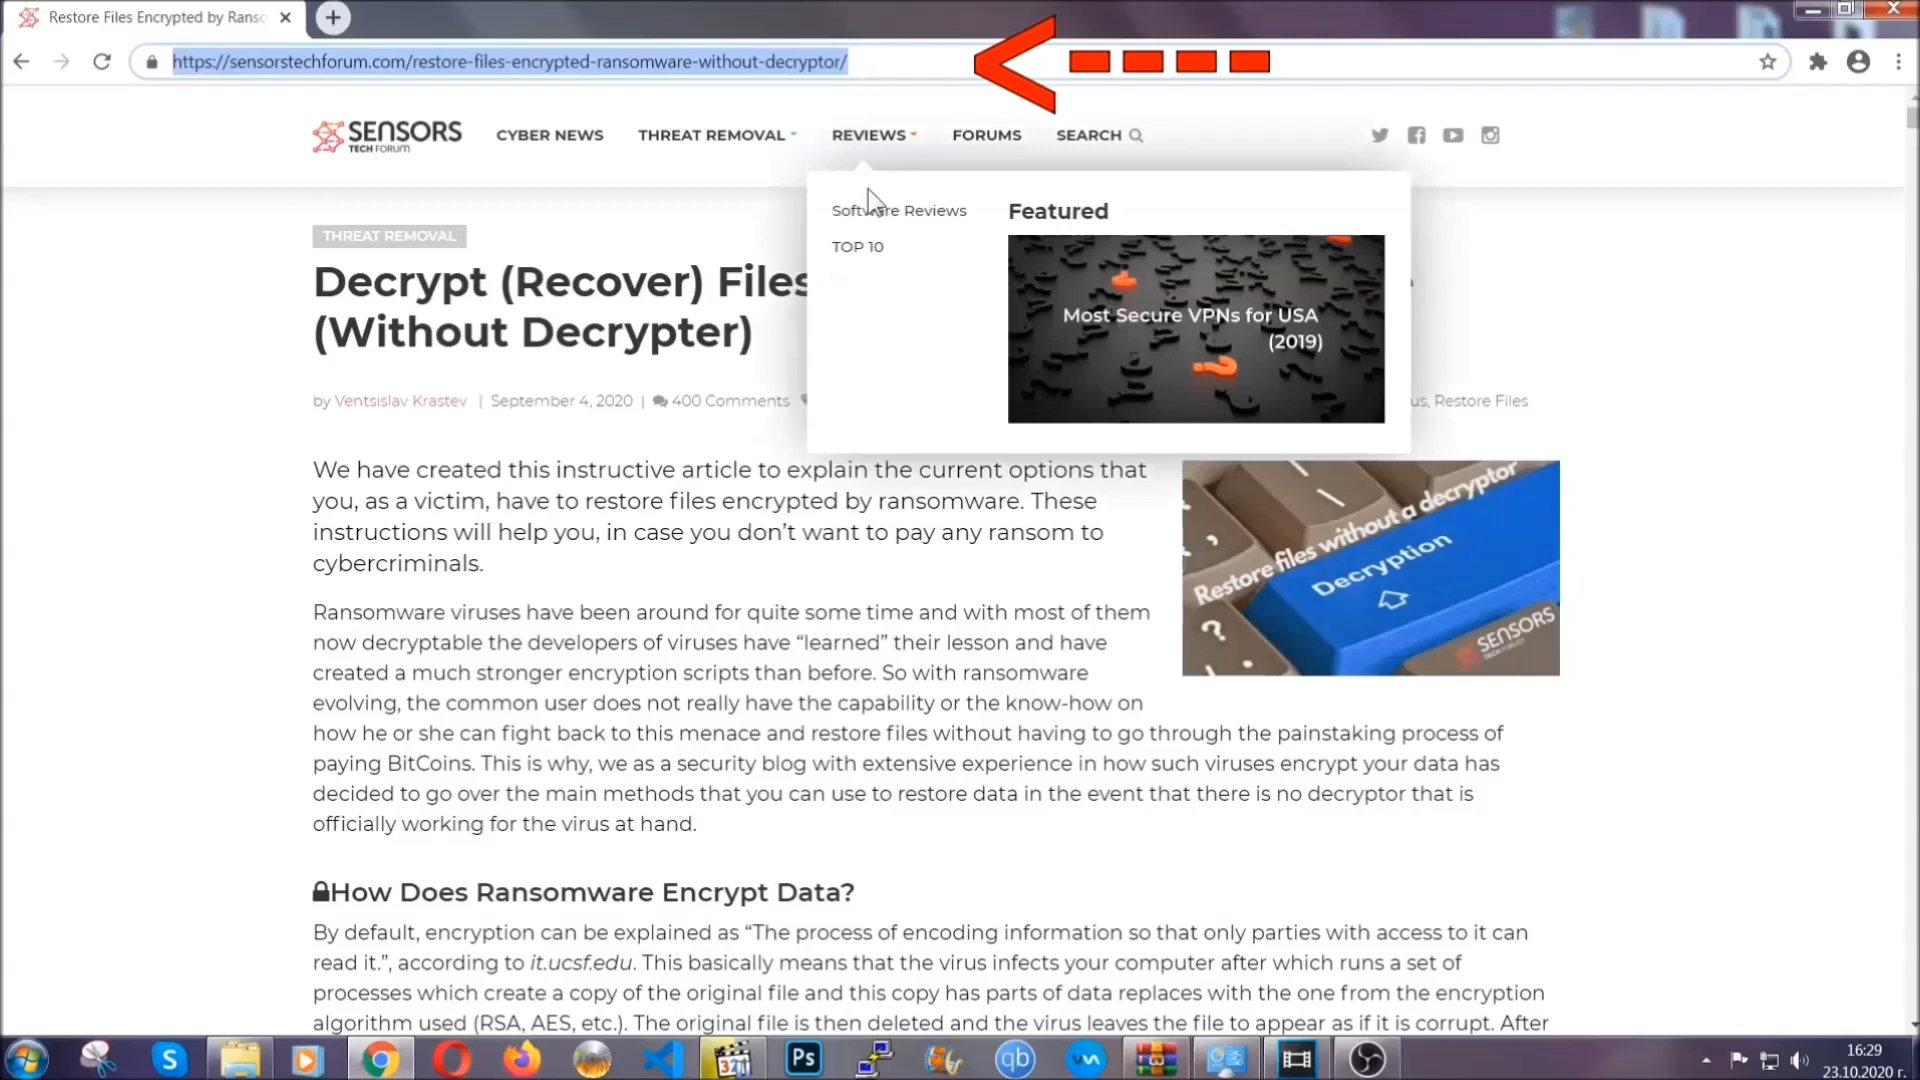 Restore Files Encrypted by Ranso
https://sensorstechforum.com/restore-files-encrypted-ransomware-without-decryptor/
SENSORS
TECH FORUM
CYBER NEWS
THREAT REMOVAL
REVIEWS
FORUMS
SEARCH
Software Reviews
TOP 10
Featured
Most Secure VPNs for USA
(2019)
THREAT REMOVAL
Decrypt (Recover) Files
(Without Decrypter)
by Ventsislav Krastev | September 4, 2020 | 400 Comments
us, Restore Files
We have created this instructive article to explain the current options that
you, as a victim, have to restore files encrypted by ransomware. These
instructions will help you, in case you don’t want to pay any ransom to
cybercriminals.
Restore files without a decryptor
Decryption
SENSORS
TECH FORUM
Ransomware viruses have been around for quite some time and with most of them
now decryptable the developers of viruses have “learned” their lesson and have
created a much stronger encryption scripts than before. So with ransomware
evolving, the common user does not really have the capability or the know-how on
how he or she can fight back to this menace and restore files without having to go through the painstaking process of
paying BitCoins. This is why, we as a security blog with extensive experience in how such viruses encrypt your data has
decided to go over the main methods that you can use to restore data in the event that there is no decryptor that is
officially working for the virus at hand.
How Does Ransomware Encrypt Data?
By default, encryption can be explained as “The process of encoding information so that only parties with access to it can
read it.”, according to it.ucsf.edu. This basically means that the virus infects your computer after which runs a set of
processes which create a copy of the original file and this copy has parts of data replaces with the one from the encryption
algorithm used (RSA, AES, etc.). The original file is then deleted and the virus leaves the file to appear as if it is corrupt. After
S
321
Ps
qb
16:29
23.10.2020 г.